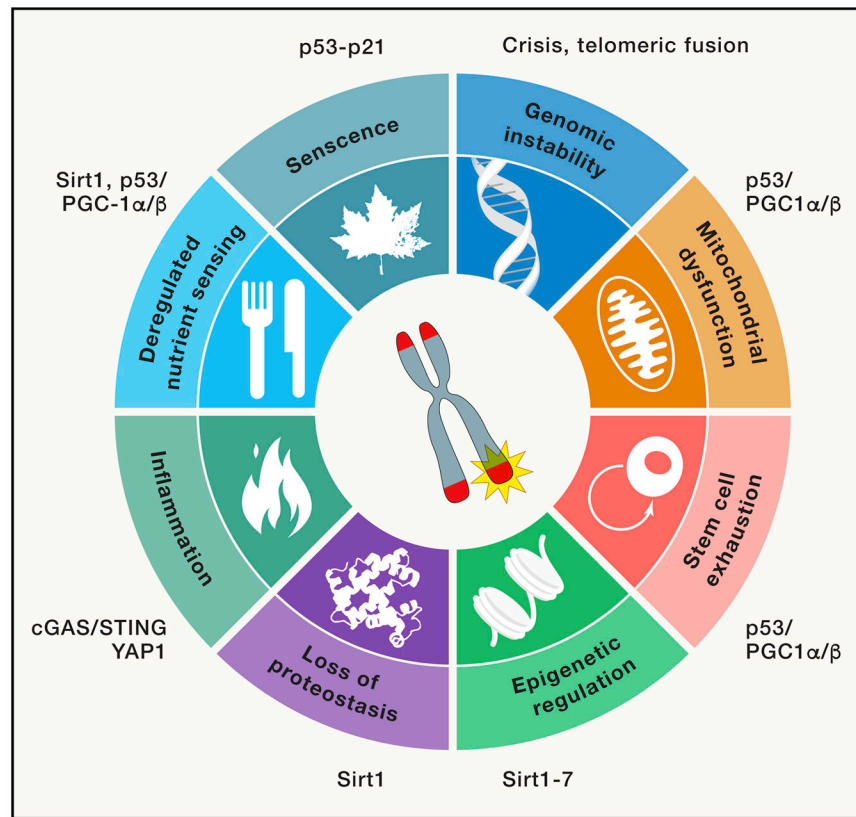 p53-p21
Crisis, telomeric fusion
Senscence
Genomic
instability
Sirt1, p53/
PGC-1α/β
p53/
PGC1α/β
Deregulated
nutrient sensing
Mitochondrial
dysfunction
Inflammation
Stem cell
exhaustion
cGAS/STING
YAP1
p53/
PGC1α/β
Loss of
proteostasis
Epigenetic
regulation
Sirt1
Sirt1-7